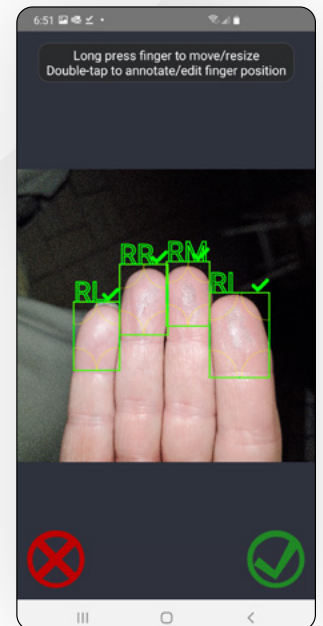 6:51
Long press finger to move/resize
Double-tap to annotate/edit finger position
RR RM
RL RI